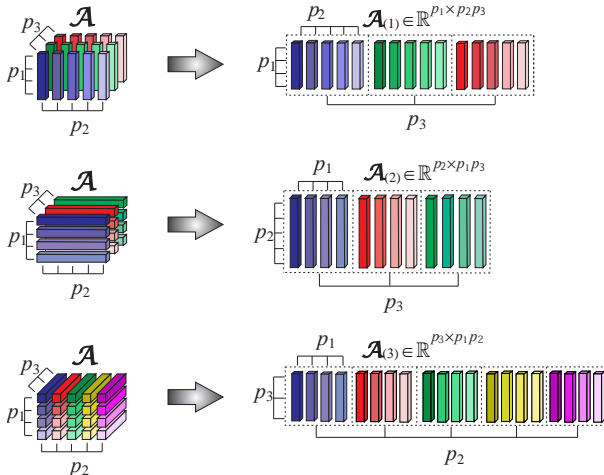 p₃ 𝓐 p₂ 𝓐₍₁₎ ∈ ℝ^{p₁×p₂p₃}
p₁ p₁
p₂ p₃
𝓐 p₁ 𝓐₍₂₎ ∈ ℝ^{p₂×p₁p₃}
p₃
p₁ p₂
p₂ p₃
𝓐 p₁ 𝓐₍₃₎ ∈ ℝ^{p₃×p₁p₂}
p₃
p₁ p₃
p₂ p₂